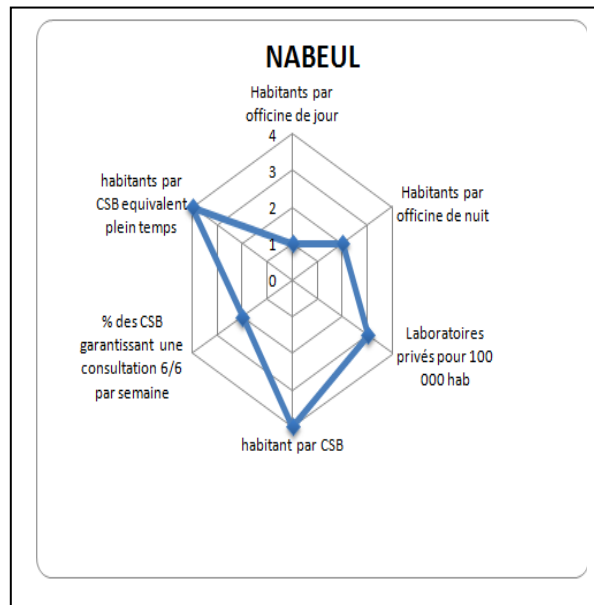 NABEUL
Habitants par
officine de jour
4
3
2
1
0
Habitants par
officine de nuit
Laboratoires
privés pour 100
000 hab
habitant par CSB
% des CSB
garantissant une
consultation 6/6
par semaine
habitants par
CSB equivalent
plein temps